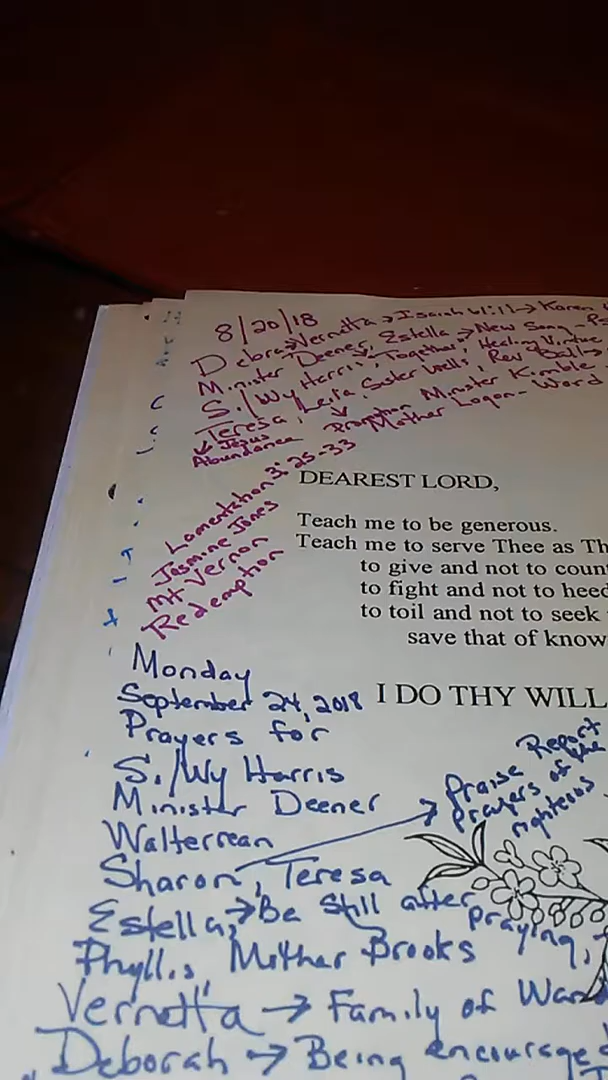 8/20/18
Debra → Vernetta → Isaiah 61:11 → Karen
Minister Deener, Estella → New Song -
S./Wy Harris, "Together", Healing Virtue
Teresa, Leila, Sister Wells, Rev Ball →
Jesus Promotion Minister Kimble -
Abundance Mother Logan - Word
Lamentation 3:25-33
Jasmine Jones
Mt Vernon
Redemption
DEAREST LORD,
Teach me to be generous.
Teach me to serve Thee as Th
to give and not to coun
to fight and not to heed
to toil and not to seek
save that of know
I DO THY WILL
Monday
September 24, 2018
Prayers for
S./Wy Harris
Minister Deener
Walterrean
Sharon, Teresa
Praise Report
Prayers of the
righteous
Estella, → Be Still after praying,
Phyllis, Mother Brooks
Vernetta → Family of War
Deborah → Being encourage